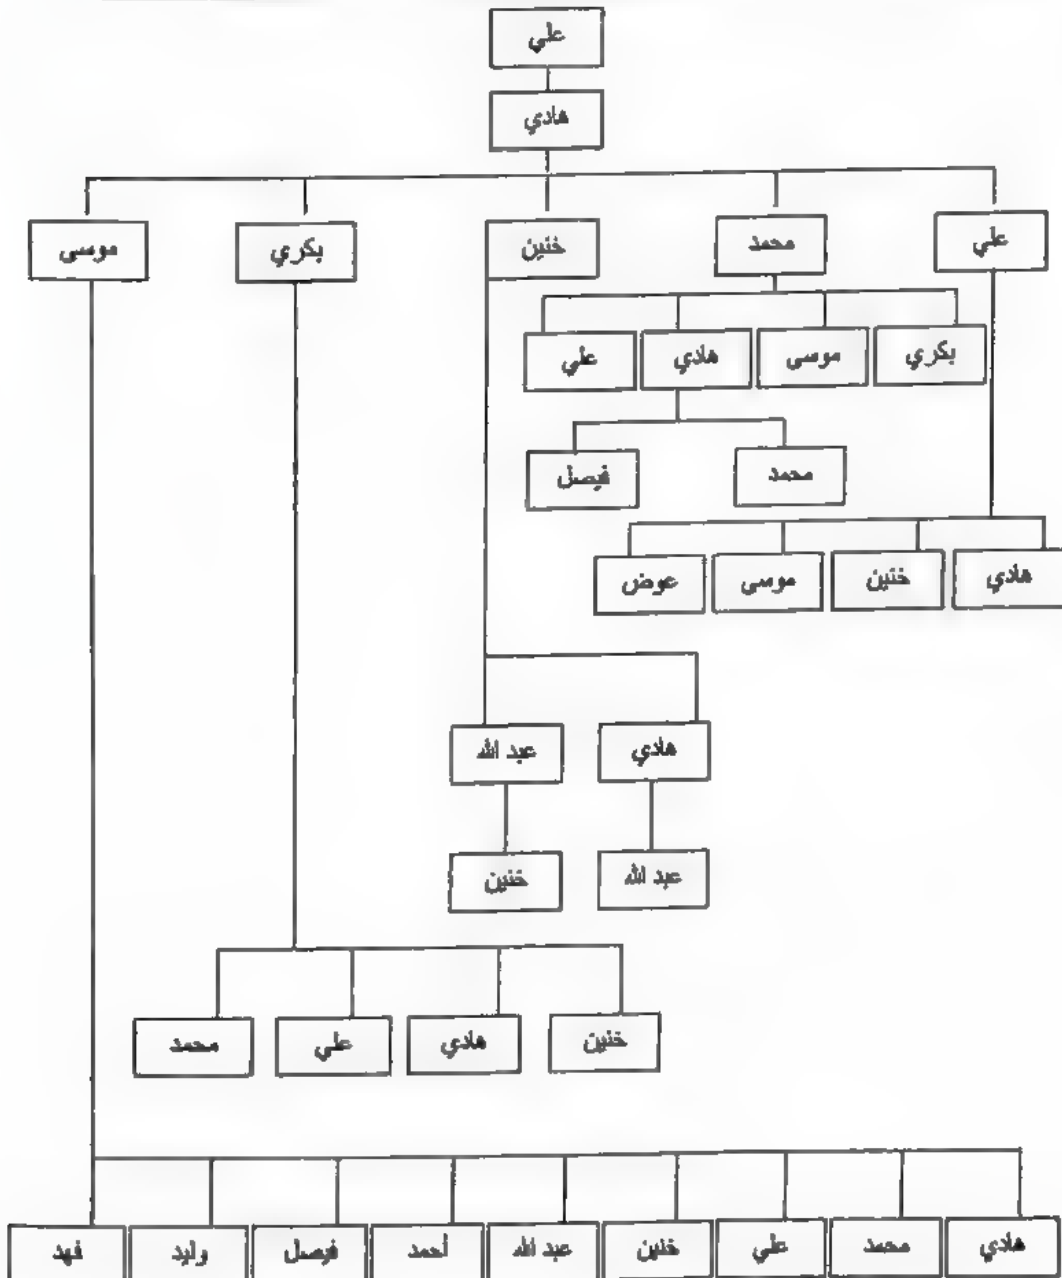 علي
هادي
علي محمد خنين بكري موسى
بكري موسى هادي علي
محمد فيصل
هادي خنين موسى عوض
هادي عبد الله
عبد الله خنين
خنين هادي علي محمد
هادي محمد علي خنين عبد الله أحمد فيصل وليد فهد